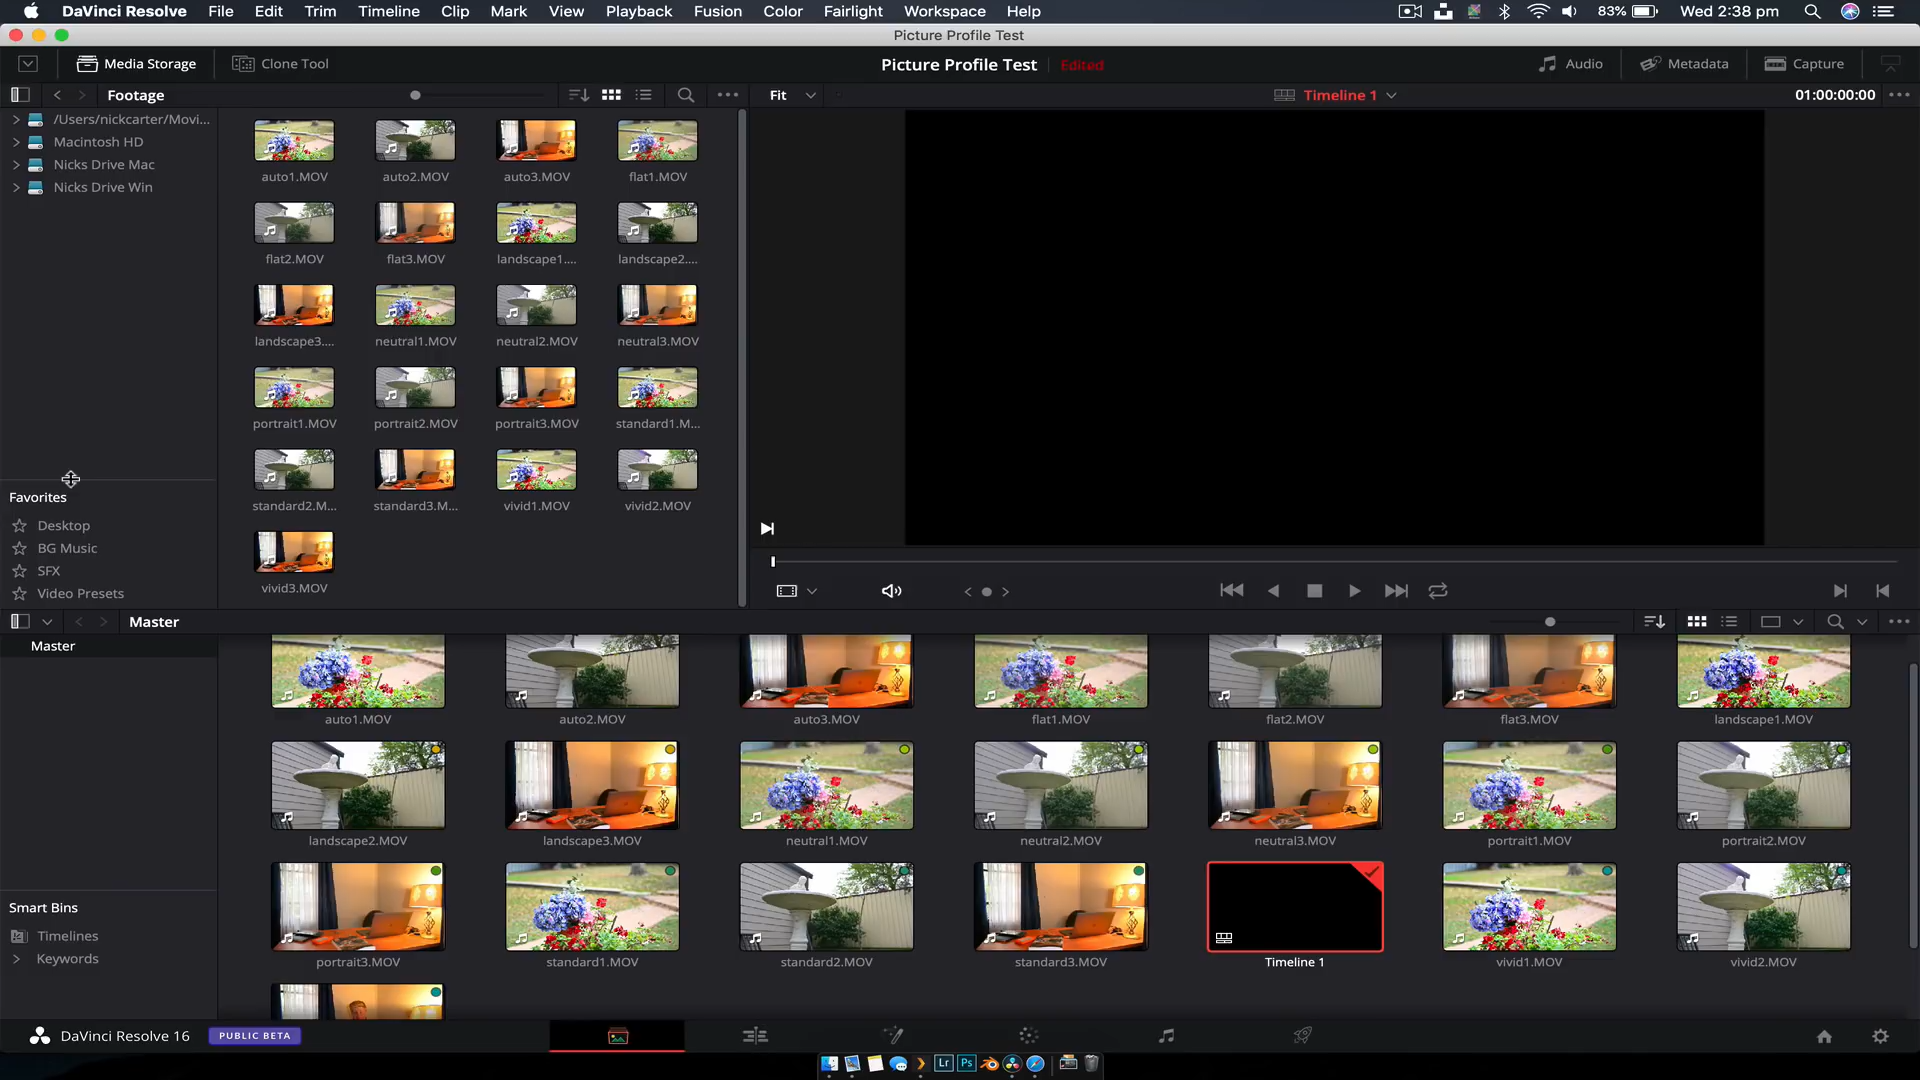 DaVinci Resolve File Edit Trim Timeline Clip Mark View Playback Fusion Color Fairlight Workspace Help 83% Wed 2:38 pm
Picture Profile Test
Media Storage Clone Tool Picture Profile Test Edited Audio Metadata Capture
Footage Fit Timeline 1 01:00:00:00
/Users/nickcarter/Movi...
Macintosh HD
Nicks Drive Mac
Nicks Drive Win
auto1.MOV auto2.MOV auto3.MOV flat1.MOV
flat2.MOV flat3.MOV landscape1.... landscape2....
landscape3.... neutral1.MOV neutral2.MOV neutral3.MOV
portrait1.MOV portrait2.MOV portrait3.MOV standard1.M...
standard2.M... standard3.M... vivid1.MOV vivid2.MOV
vivid3.MOV
Favorites
Desktop
BG Music
SFX
Video Presets
Master
Master
auto1.MOV auto2.MOV auto3.MOV flat1.MOV flat2.MOV flat3.MOV landscape1.MOV
landscape2.MOV landscape3.MOV neutral1.MOV neutral2.MOV neutral3.MOV portrait1.MOV portrait2.MOV
portrait3.MOV standard1.MOV standard2.MOV standard3.MOV Timeline 1 vivid1.MOV vivid2.MOV
Smart Bins
Timelines
Keywords
DaVinci Resolve 16 PUBLIC BETA
Lr Ps